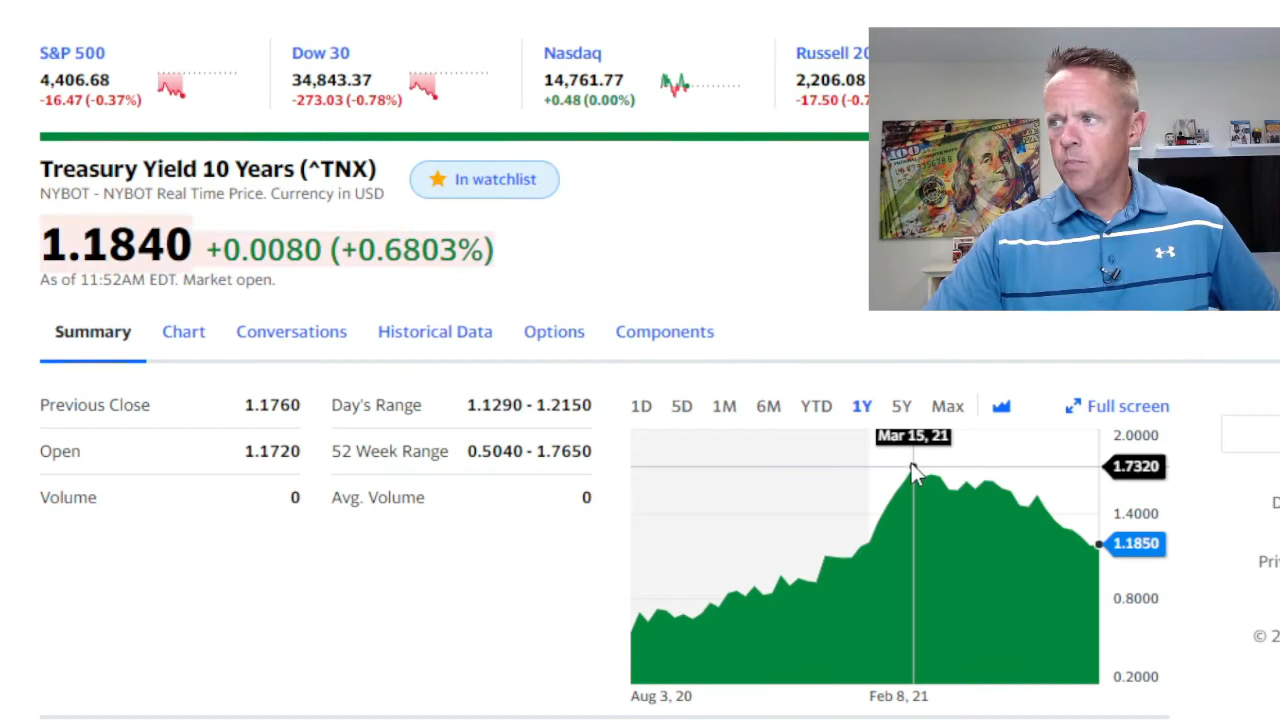 S&P 500
4,406.68
-16.47 (-0.37%)
Dow 30
34,843.37
-273.03 (-0.78%)
Nasdaq
14,761.77
+0.48 (0.00%)
Russell 20
2,206.08
-17.50 (-0.7
Treasury Yield 10 Years (^TNX)
In watchlist
NYBOT - NYBOT Real Time Price. Currency in USD
1.1840 +0.0080 (+0.6803%)
As of 11:52AM EDT. Market open.
Summary Chart Conversations Historical Data Options Components
Previous Close 1.1760
Open 1.1720
Volume 0
Day's Range 1.1290 - 1.2150
52 Week Range 0.5040 - 1.7650
Avg. Volume 0
1D 5D 1M 6M YTD 1Y 5Y Max Full screen
Mar 15, 21
2.0000
1.7320
1.4000
1.1850
0.8000
0.2000
Aug 3, 20 Feb 8, 21
D
Pri
© 2
100